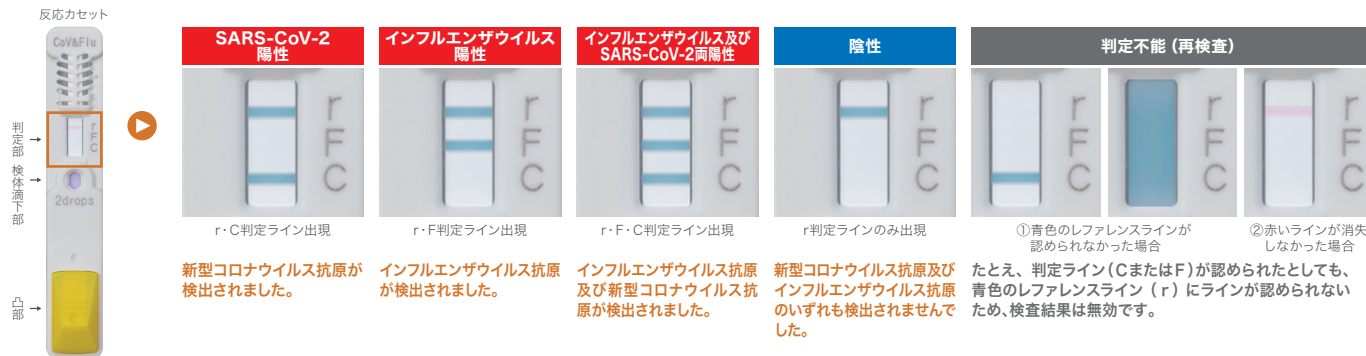 反応カセット
CoV&Flu
判定部 →
r
F
C
検体滴下部 →
2drops
凸部 →
SARS-CoV-2
陽性
r
F
C
r・C判定ライン出現
新型コロナウイルス抗原が
検出されました。
インフルエンザウイルス
陽性
r
F
C
r・F判定ライン出現
インフルエンザウイルス抗原
が検出されました。
インフルエンザウイルス及び
SARS-CoV-2両陽性
r
F
C
r・F・C判定ライン出現
インフルエンザウイルス抗原
及び新型コロナウイルス抗
原が検出されました。
陰性
r
F
C
r判定ラインのみ出現
新型コロナウイルス抗原及び
インフルエンザウイルス抗原
のいずれも検出されませんで
した。
判定不能（再検査）
r
F
C
r
F
C
①青色のレファレンスラインが
認められなかった場合
②赤いラインが消失
しなかった場合
たとえ、判定ライン（CまたはF）が認められたとしても、
青色のレファレンスライン（r）にラインが認められない
ため、検査結果は無効です。